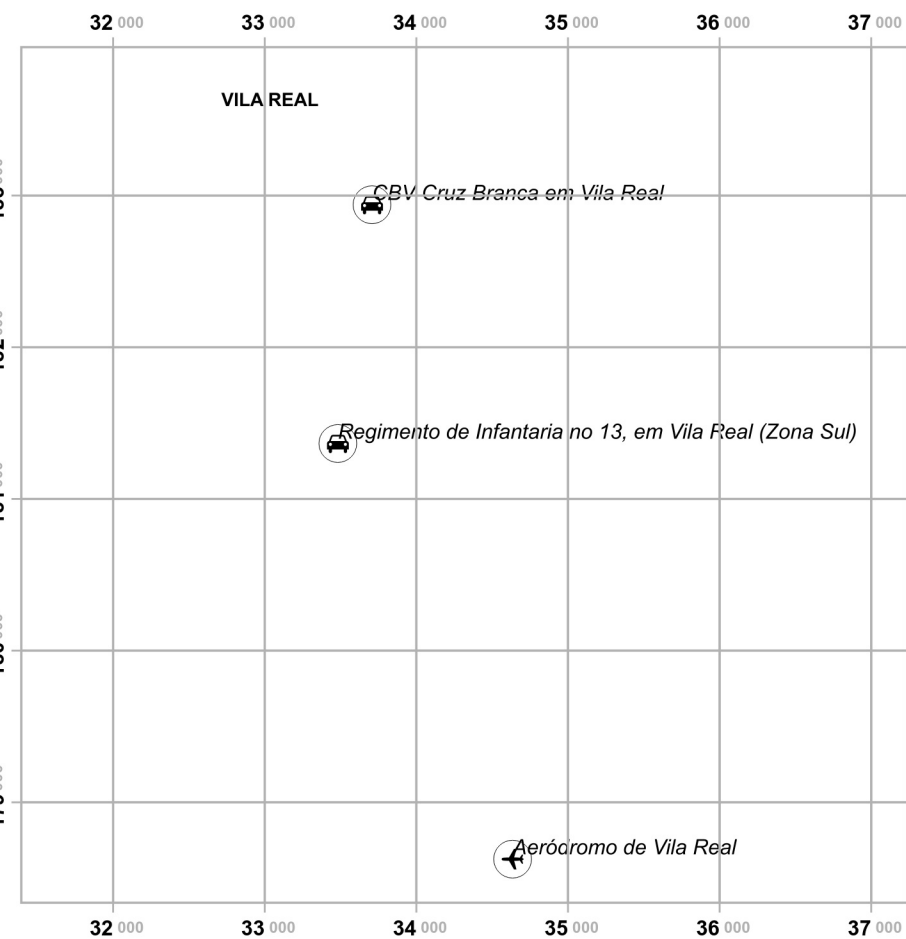 32 000 33 000 34 000 35 000 36 000 37 000
VILA REAL
CBV Cruz Branca em Vila Real
Regimento de Infantaria no 13, em Vila Real (Zona Sul)
Aeródromo de Vila Real
32 000 33 000 34 000 35 000 36 000 37 000